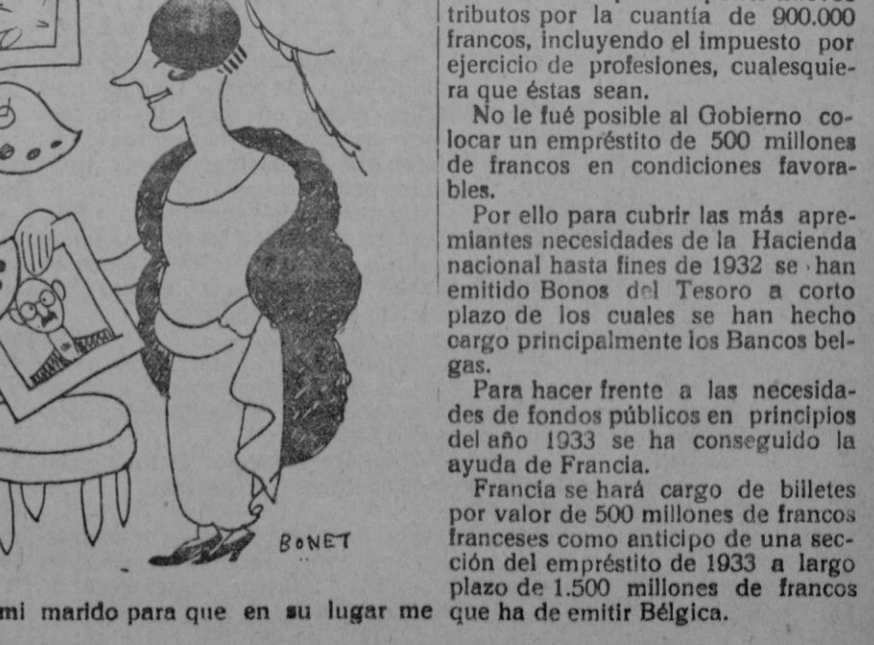 tributos por la cuantía de 900.000
francos, incluyendo el impuesto por
ejercicio de profesiones, cualesquie-
ra que éstas sean.
No le fué posible al Gobierno co-
locar un empréstito de 500 millones
de francos en condiciones favora-
bles.
Por ello para cubrir las más apre-
miantes necesidades de la Hacienda
nacional hasta fines de 1932 se han
emitido Bonos del Tesoro a corto
plazo de los cuales se han hecho
cargo principalmente los Bancos bel-
gas.
Para hacer frente a las necesida-
des de fondos públicos en principios
del año 1933 se ha conseguido la
ayuda de Francia.
Francia se hará cargo de billetes
por valor de 500 millones de francos
franceses como anticipo de una sec-
ción del empréstito de 1933 a largo
plazo de 1.500 millones de francos
que ha de emitir Bélgica.
BONET
mi marido para que en su lugar me